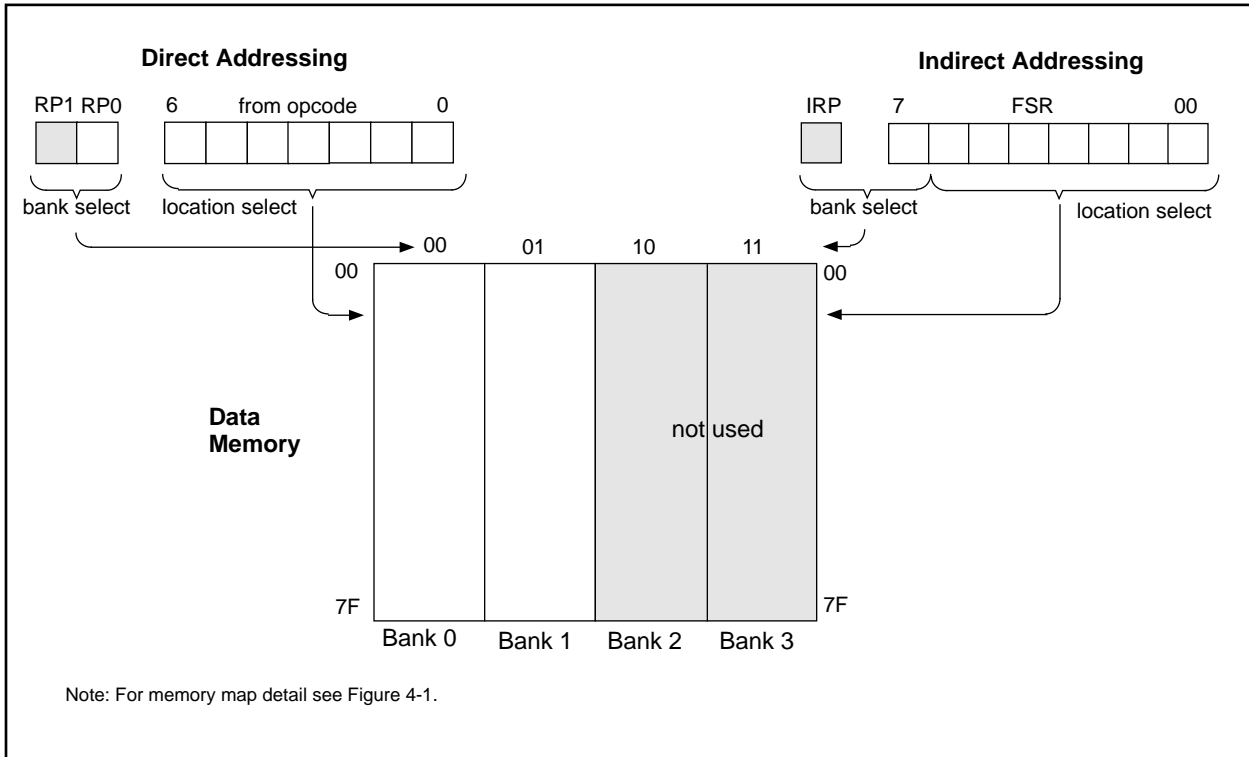 Direct Addressing
RP1 RP0 6 from opcode 0
bank select location select
Indirect Addressing
IRP 7 FSR 00
bank select location select
00 01 10 11
00 00
Data
Memory
not used
7F 7F
Bank 0 Bank 1 Bank 2 Bank 3
Note: For memory map detail see Figure 4-1.